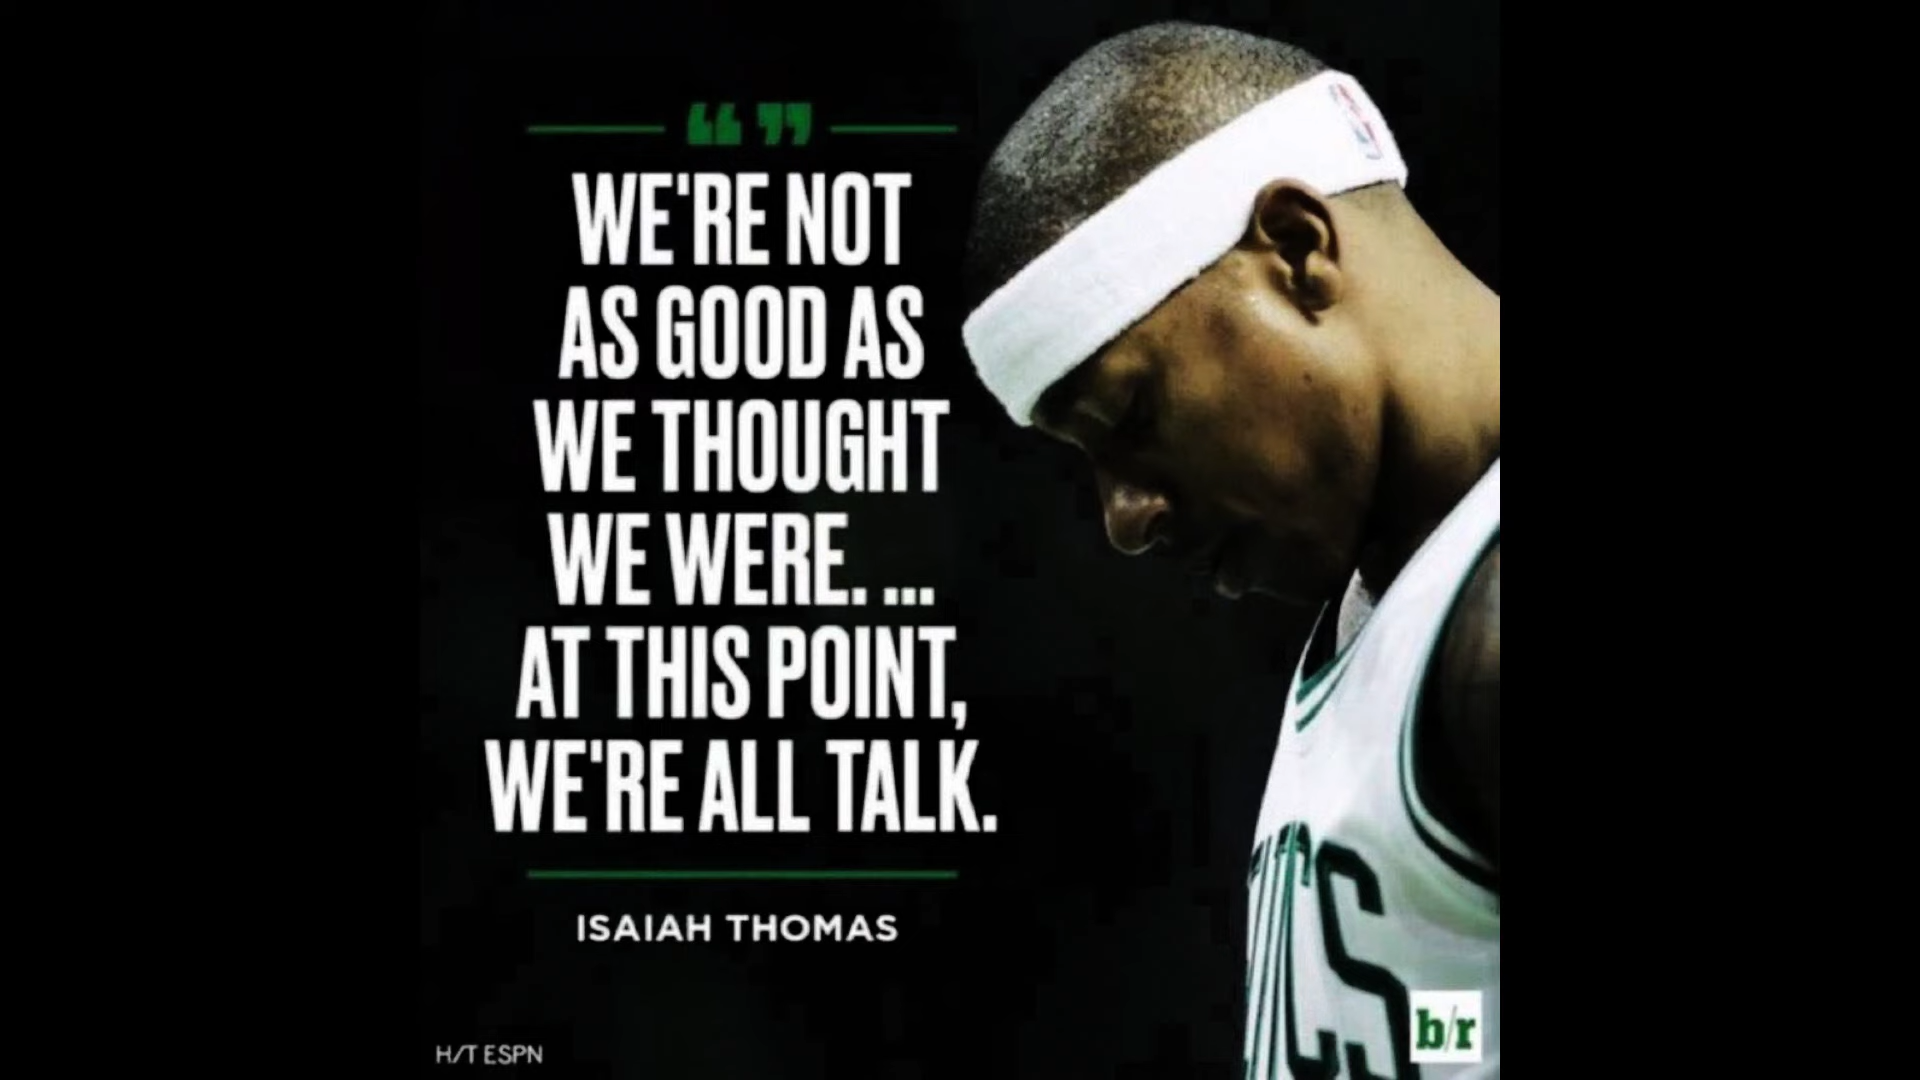 “ ”
WE'RE NOT
AS GOOD AS
WE THOUGHT
WE WERE. ...
AT THIS POINT,
WE'RE ALL TALK.
ISAIAH THOMAS
ICS
H/T ESPN
b/r